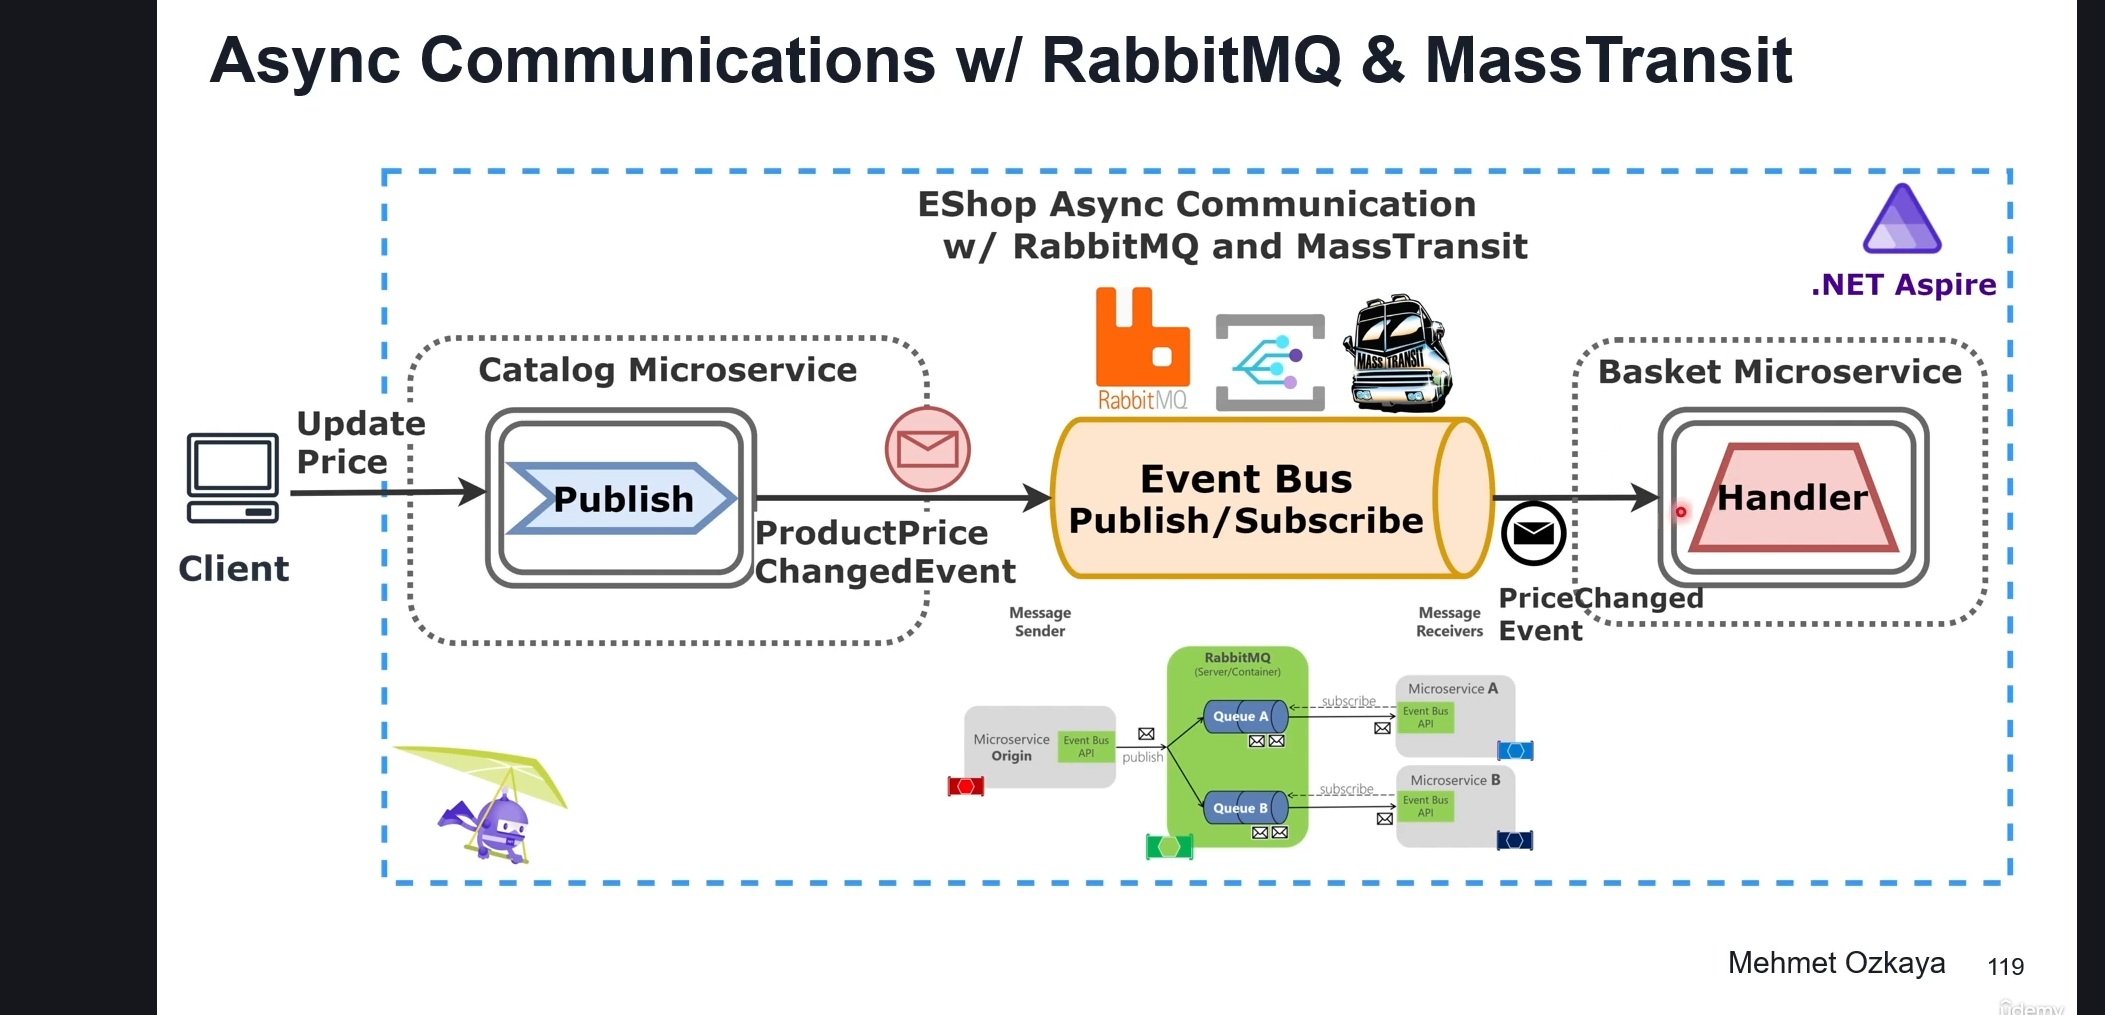 Async Communications w/ RabbitMQ & MassTransit
EShop Async Communication
w/ RabbitMQ and MassTransit
.NET Aspire
RabbitMQ
MASS TRANSIT
Catalog Microservice
Basket Microservice
Update
Price
Client
Publish
ProductPrice
ChangedEvent
Event Bus
Publish/Subscribe
Handler
PriceChanged
Event
Message
Sender
Message
Receivers
RabbitMQ
(Server/Container)
Microservice
Origin
Event Bus
API
publish
Queue A
Queue B
subscribe
subscribe
Microservice A
Event Bus
API
Microservice B
Event Bus
API
Mehmet Ozkaya
119
ûdemy